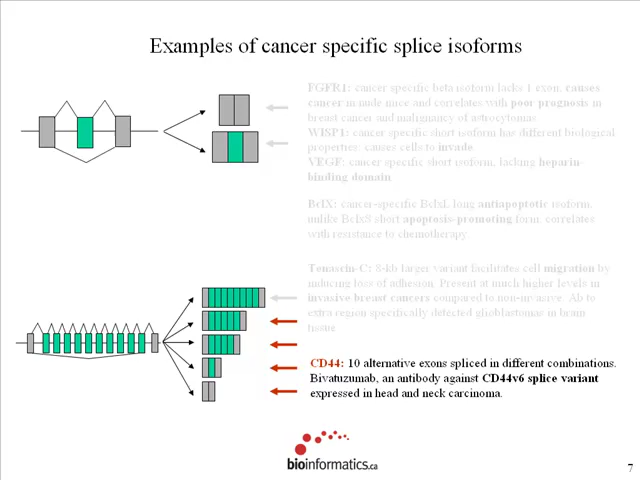 Examples of cancer specific splice isoforms
FGFR1: cancer specific beta isoform lacks 1 exon, causes
cancer in nude mice and correlates with poor prognosis in
breast cancer and malignancy of astrocytomas.
WISP1: cancer specific short isoform has different biological
properties: causes cells to invade
VEGF: cancer specific short isoform, lacking heparin-
binding domain
BclX: cancer-specific BclxL long antiapoptotic isoform,
unlike BclxS short apoptosis-promoting form, correlates
with resistance to chemotherapy.
Tenascin-C: 8-kb larger variant facilitates cell migration by
inducing loss of adhesion. Present at much higher levels in
invasive breast cancers compared to non-invasive. Ab to
extra region specifically detected glioblastomas in brain
tissue.
CD44: 10 alternative exons spliced in different combinations.
Bivatuzumab, an antibody against CD44v6 splice variant
expressed in head and neck carcinoma.
bioinformatics.ca
7